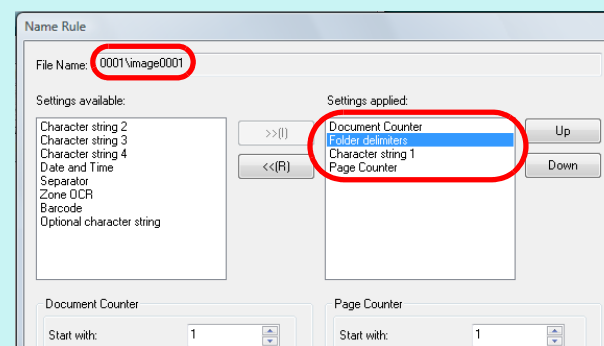 Name Rule
File Name: 0001\image0001
Settings available:
Settings applied:
Character string 2
Character string 3
Character string 4
Date and Time
Separator
Zone OCR
Barcode
Optional character string
>>(I)
<<(R)
Document Counter
Folder delimiters
Character string 1
Page Counter
Up
Down
Document Counter
Page Counter
Start with: 1
Start with: 1